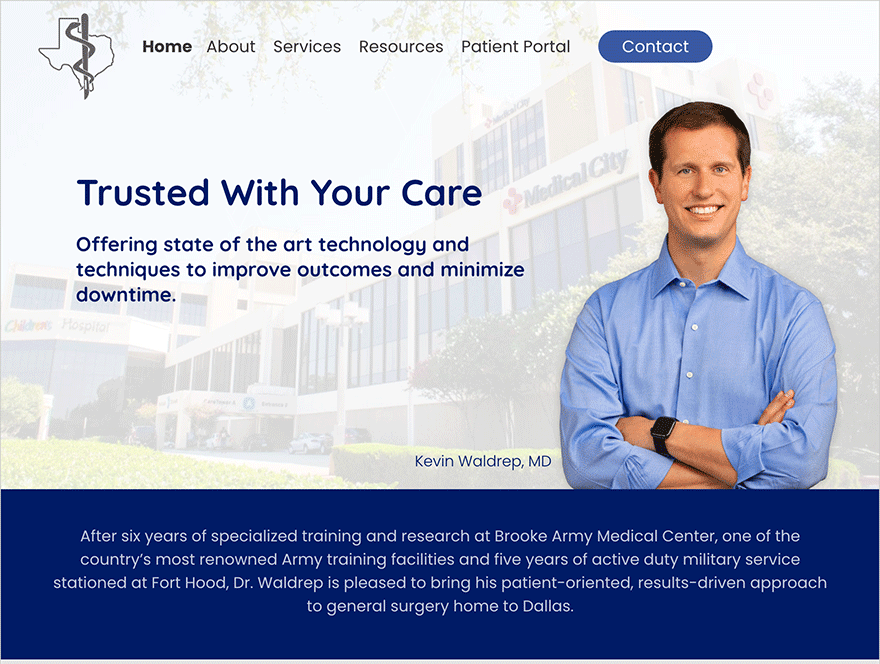 Home About Services Resources Patient Portal Contact
Medical City
Medical City
Trusted With Your Care
Offering state of the art technology and
techniques to improve outcomes and minimize
downtime.
Children's Hospital
Kevin Waldrep, MD
After six years of specialized training and research at Brooke Army Medical Center, one of the
country’s most renowned Army training facilities and five years of active duty military service
stationed at Fort Hood, Dr. Waldrep is pleased to bring his patient-oriented, results-driven approach
to general surgery home to Dallas.